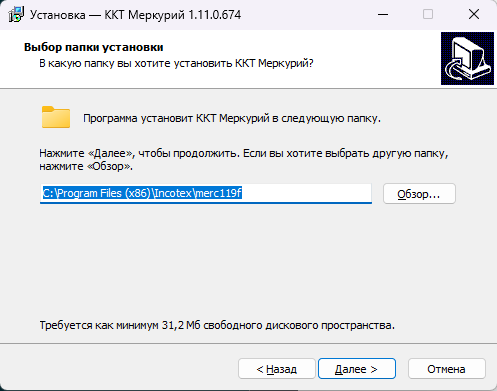 Установка — ККТ Меркурий 1.11.0.674
Выбор папки установки
В какую папку вы хотите установить ККТ Меркурий?
Программа установит ККТ Меркурий в следующую папку.
Нажмите «Далее», чтобы продолжить. Если вы хотите выбрать другую папку,
нажмите «Обзор».
C:\Program Files (x86)\Incotex\merc119f
Обзор...
Требуется как минимум 31,2 Мб свободного дискового пространства.
< Назад
Далее >
Отмена